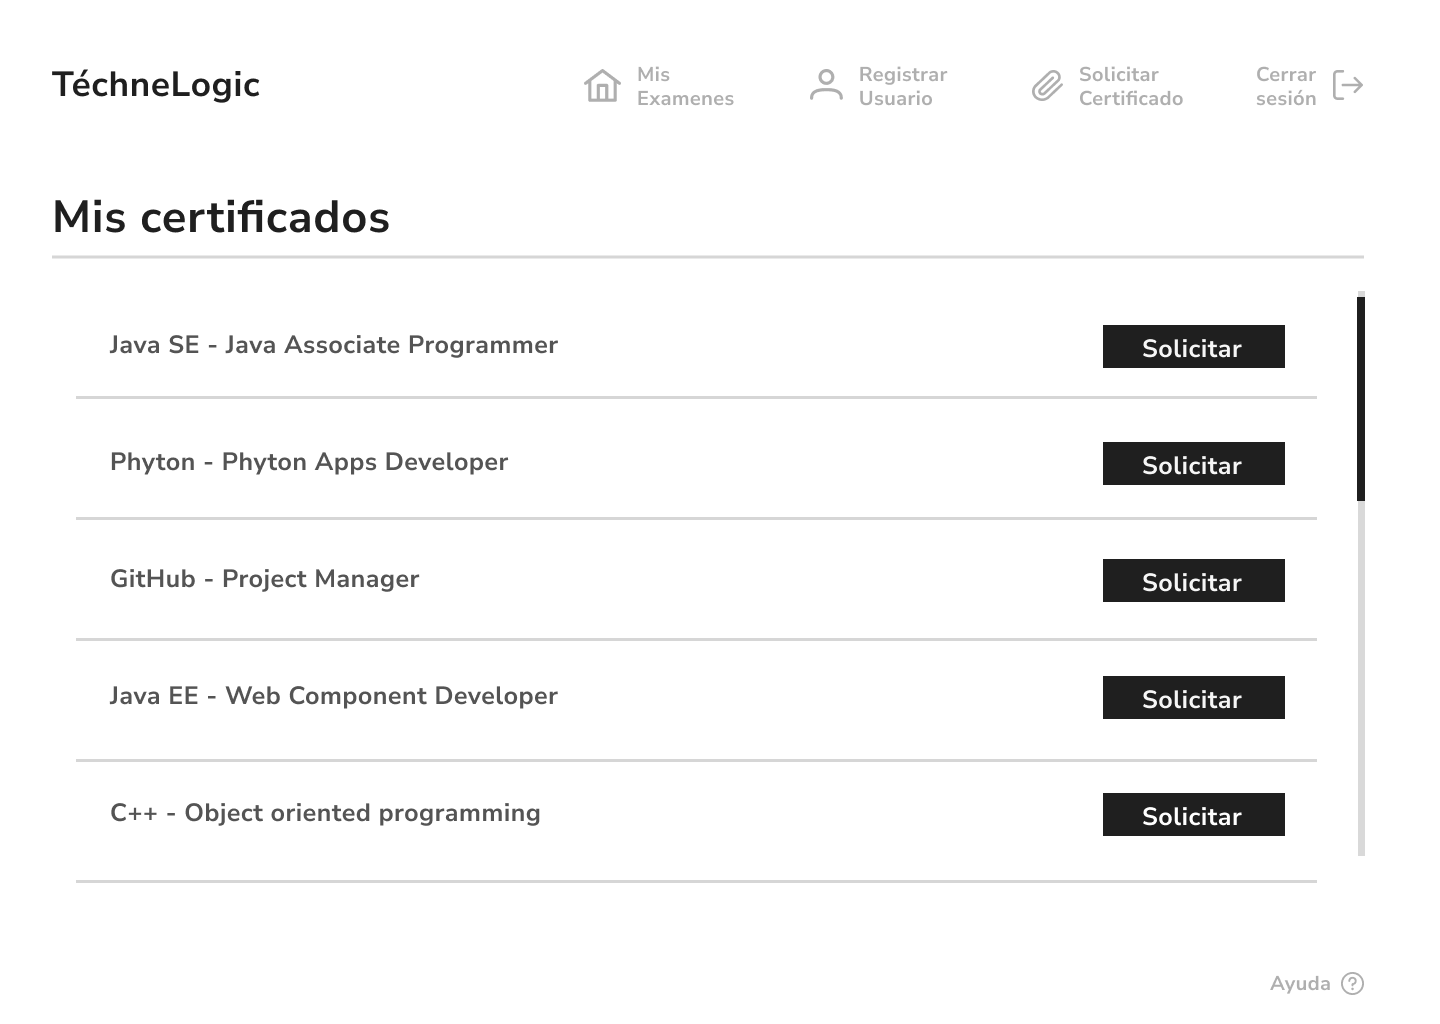 TéchneLogic
Mis
Examenes
Registrar
Usuario
Solicitar
Certificado
Cerrar
sesión
Mis certificados
Java SE - Java Associate Programmer
Solicitar
Phyton - Phyton Apps Developer
Solicitar
GitHub - Project Manager
Solicitar
Java EE - Web Component Developer
Solicitar
C++ - Object oriented programming
Solicitar
Ayuda